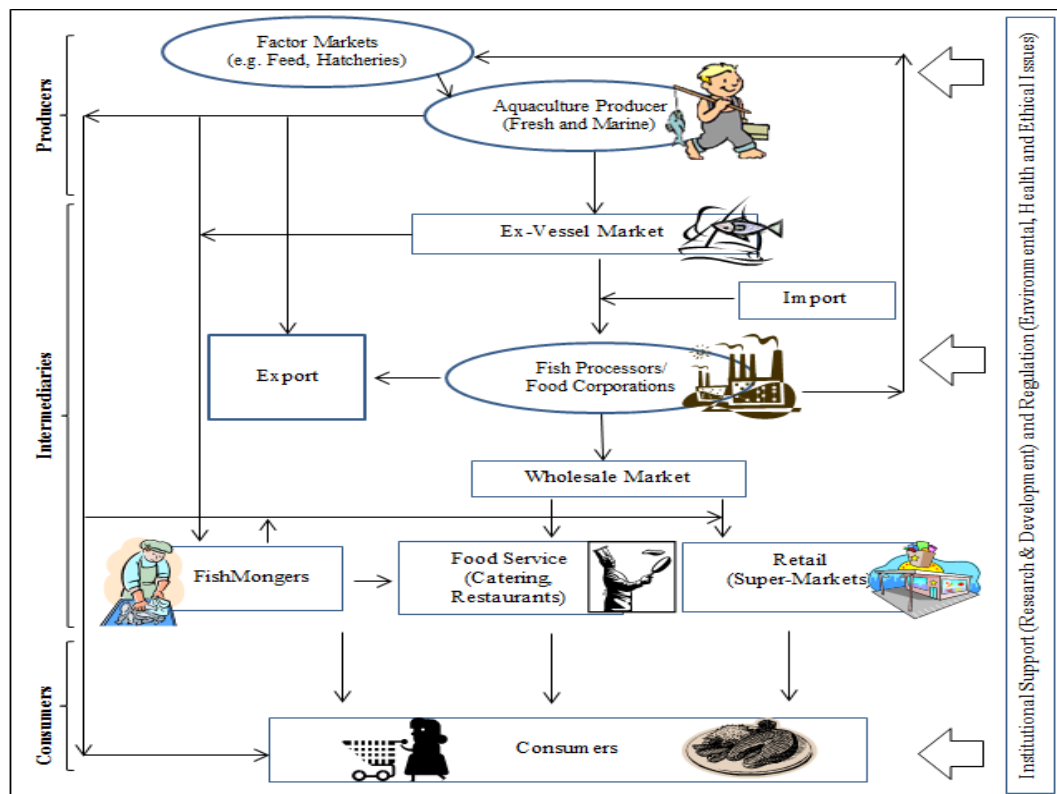 Factor Markets
(e.g. Feed, Hatcheries)
Producers
Aquaculture Producer
(Fresh and Marine)
Ex-Vessel Market
Import
Intermediaries
Export
Fish Processors/
Food Corporations
Wholesale Market
FishMongers
Food Service
(Catering,
Restaurants)
Retail
(Super-Markets)
Consumers
Consumers
Institutional Support (Research & Development) and Regulation (Environmental, Health and Ethical Issues)